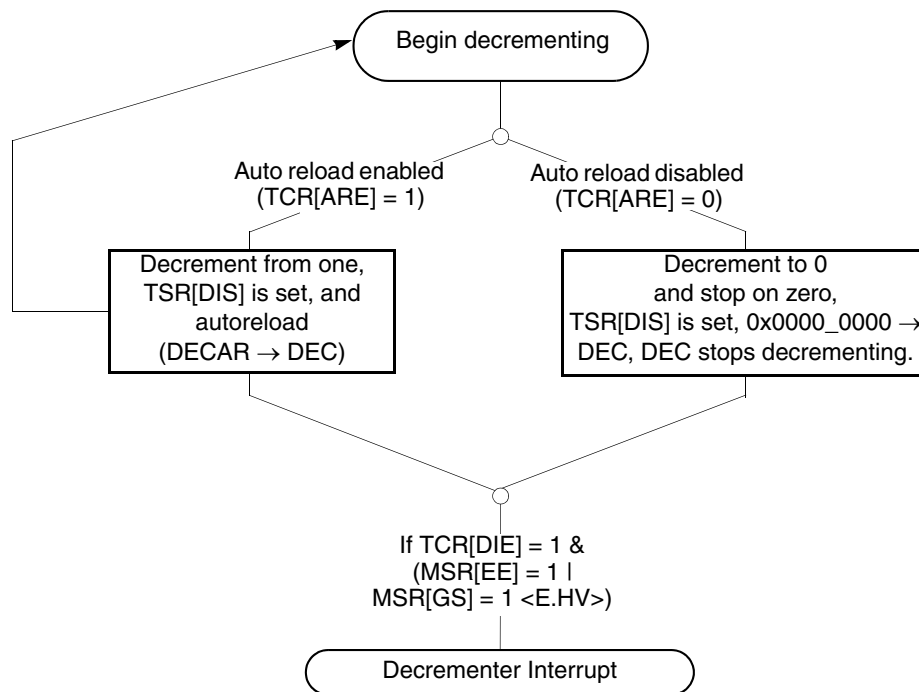 Begin decrementing
Auto reload enabled
(TCR[ARE] = 1)
Auto reload disabled
(TCR[ARE] = 0)
Decrement from one,
TSR[DIS] is set, and
autoreload
(DECAR → DEC)
Decrement to 0
and stop on zero,
TSR[DIS] is set, 0x0000_0000 →
DEC, DEC stops decrementing.
If TCR[DIE] = 1 &
(MSR[EE] = 1 |
MSR[GS] = 1 <E.HV>)
Decrementer Interrupt